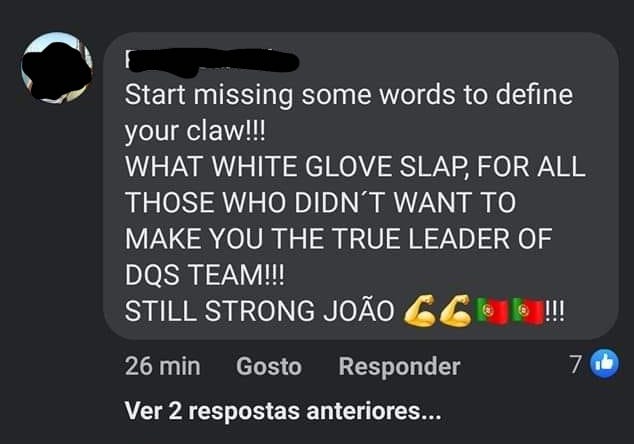 Start missing some words to define
your claw!!!
WHAT WHITE GLOVE SLAP, FOR ALL
THOSE WHO DIDN´T WANT TO
MAKE YOU THE TRUE LEADER OF
DQS TEAM!!!
STILL STRONG JOÃO 💪💪🇵🇹🇵🇹!!!
26 min Gosto Responder 7
Ver 2 respostas anteriores...